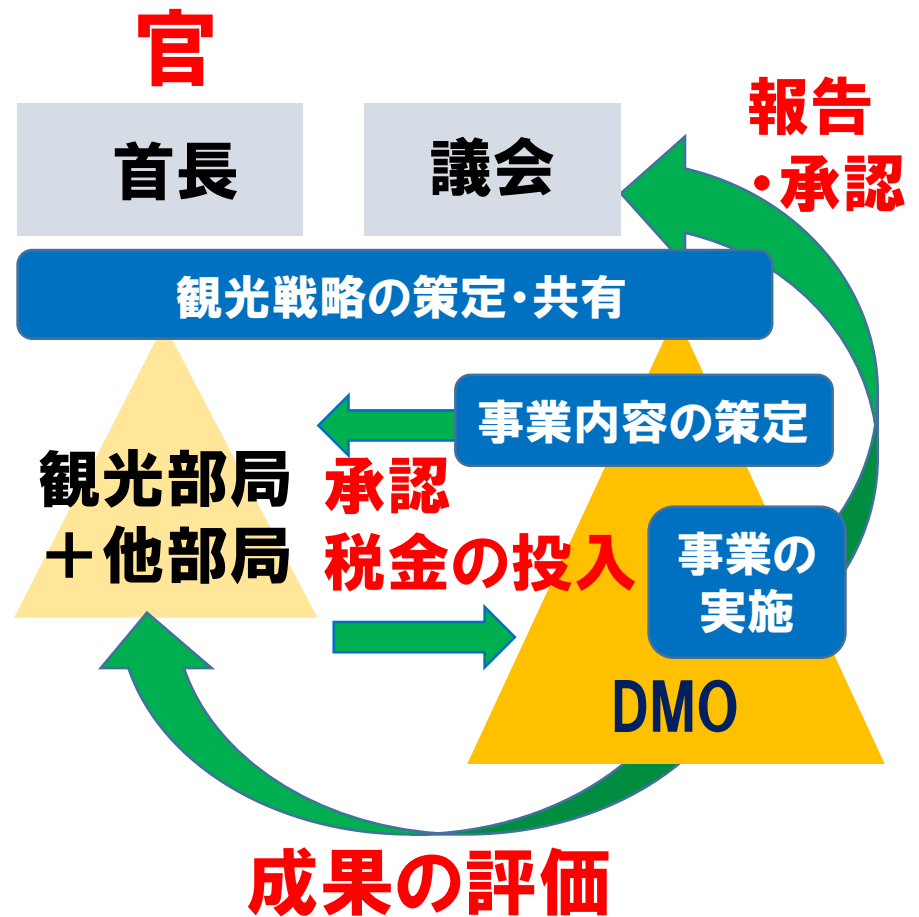 官
首長
議会
報告
・承認
観光戦略の策定・共有
事業内容の策定
観光部局
＋他部局
承認
税金の投入
事業の
実施
DMO
成果の評価